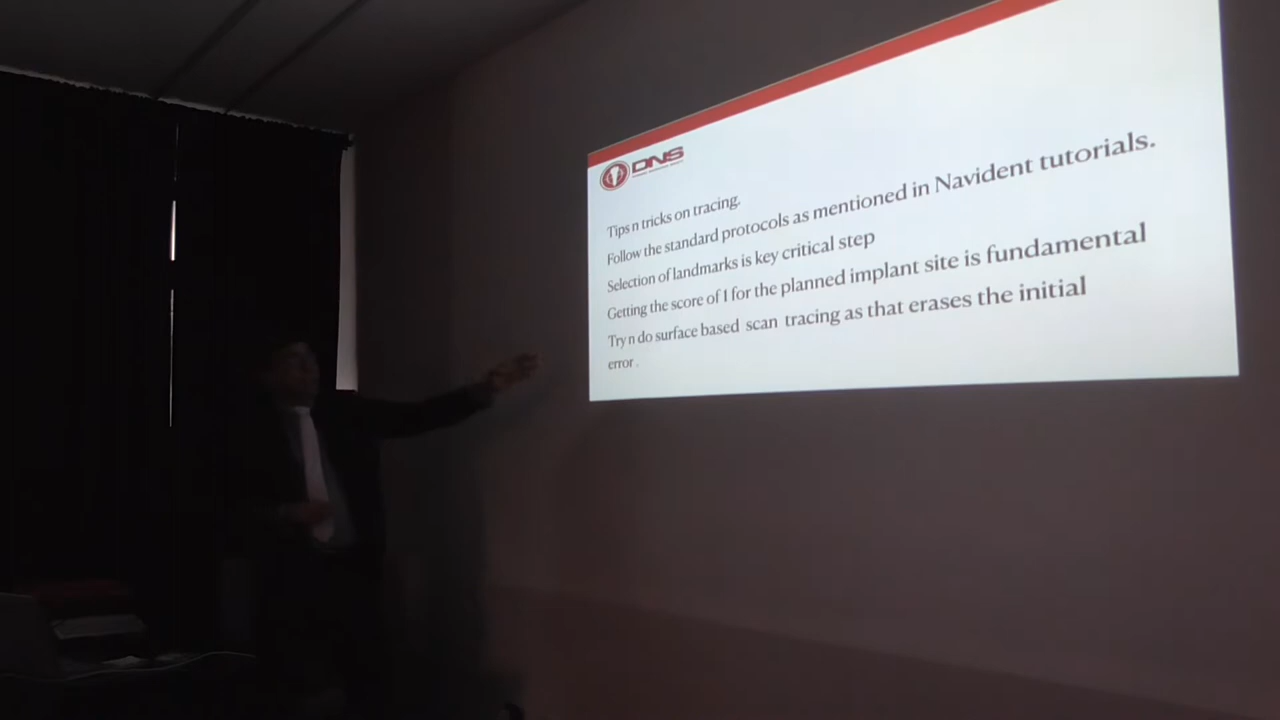 DNS
Tips n tricks on tracing.
Follow the standard protocols as mentioned in Navident tutorials.
Selection of landmarks is key critical step
Getting the score of 1 for the planned implant site is fundamental
Try n do surface based scan tracing as that erases the initial
error .